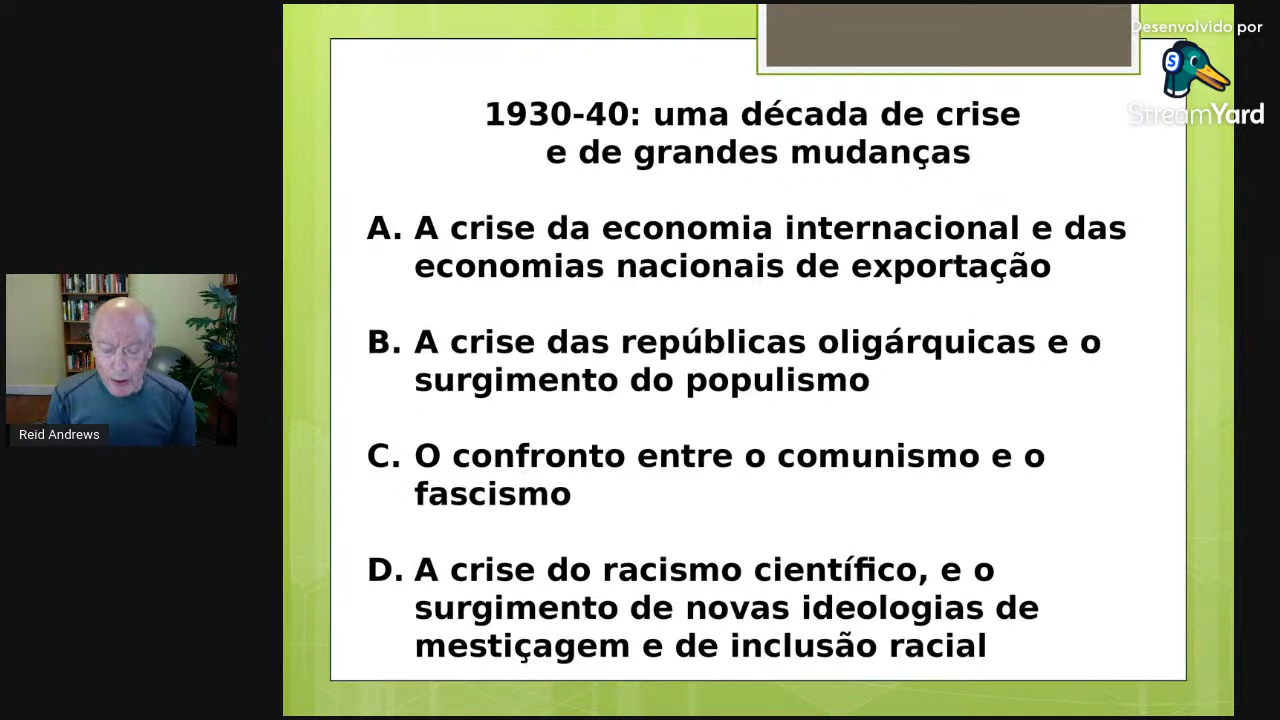 Desenvolvido por
S
StreamYard
1930-40: uma década de crise
e de grandes mudanças
A. A crise da economia internacional e das
economias nacionais de exportação
B. A crise das repúblicas oligárquicas e o
surgimento do populismo
C. O confronto entre o comunismo e o
fascismo
D. A crise do racismo científico, e o
surgimento de novas ideologias de
mestiçagem e de inclusão racial
Reid Andrews